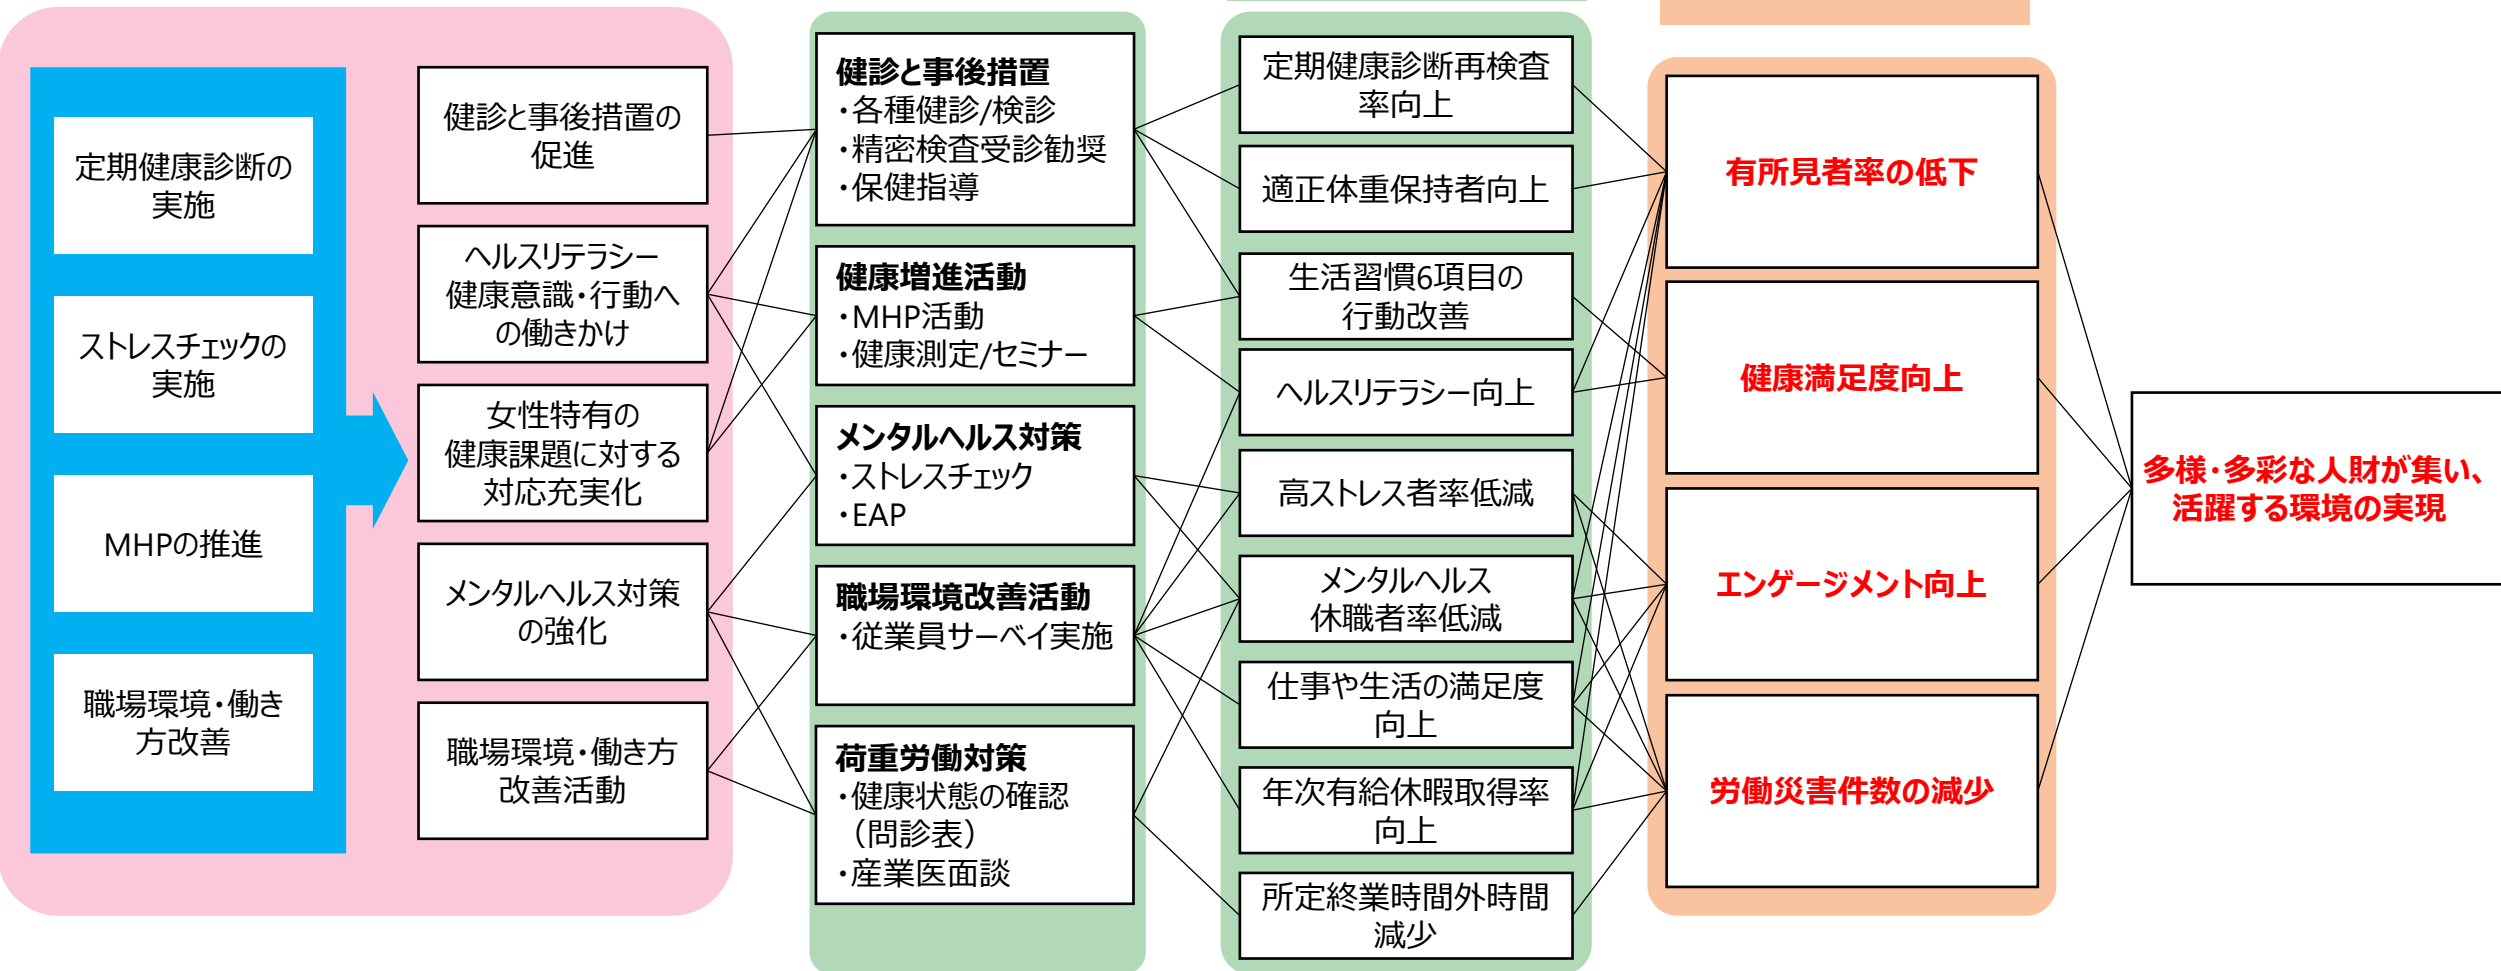 定期健康診断の
実施
ストレスチェックの
実施
MHPの推進
職場環境・働き
方改善
健診と事後措置の
促進
ヘルスリテラシー
健康意識・行動へ
の働きかけ
女性特有の
健康課題に対する
対応充実化
メンタルヘルス対策
の強化
職場環境・働き方
改善活動
健診と事後措置
・各種健診/検診
・精密検査受診勧奨
・保健指導
健康増進活動
・MHP活動
・健康測定/セミナー
メンタルヘルス対策
・ストレスチェック
・EAP
職場環境改善活動
・従業員サーベイ実施
荷重労働対策
・健康状態の確認
（問診表）
・産業医面談
定期健康診断再検査
率向上
適正体重保持者向上
生活習慣6項目の
行動改善
ヘルスリテラシー向上
高ストレス者率低減
メンタルヘルス
休職者率低減
仕事や生活の満足度
向上
年次有給休暇取得率
向上
所定終業時間外時間
減少
有所見者率の低下
健康満足度向上
エンゲージメント向上
労働災害件数の減少
多様・多彩な人財が集い、
活躍する環境の実現